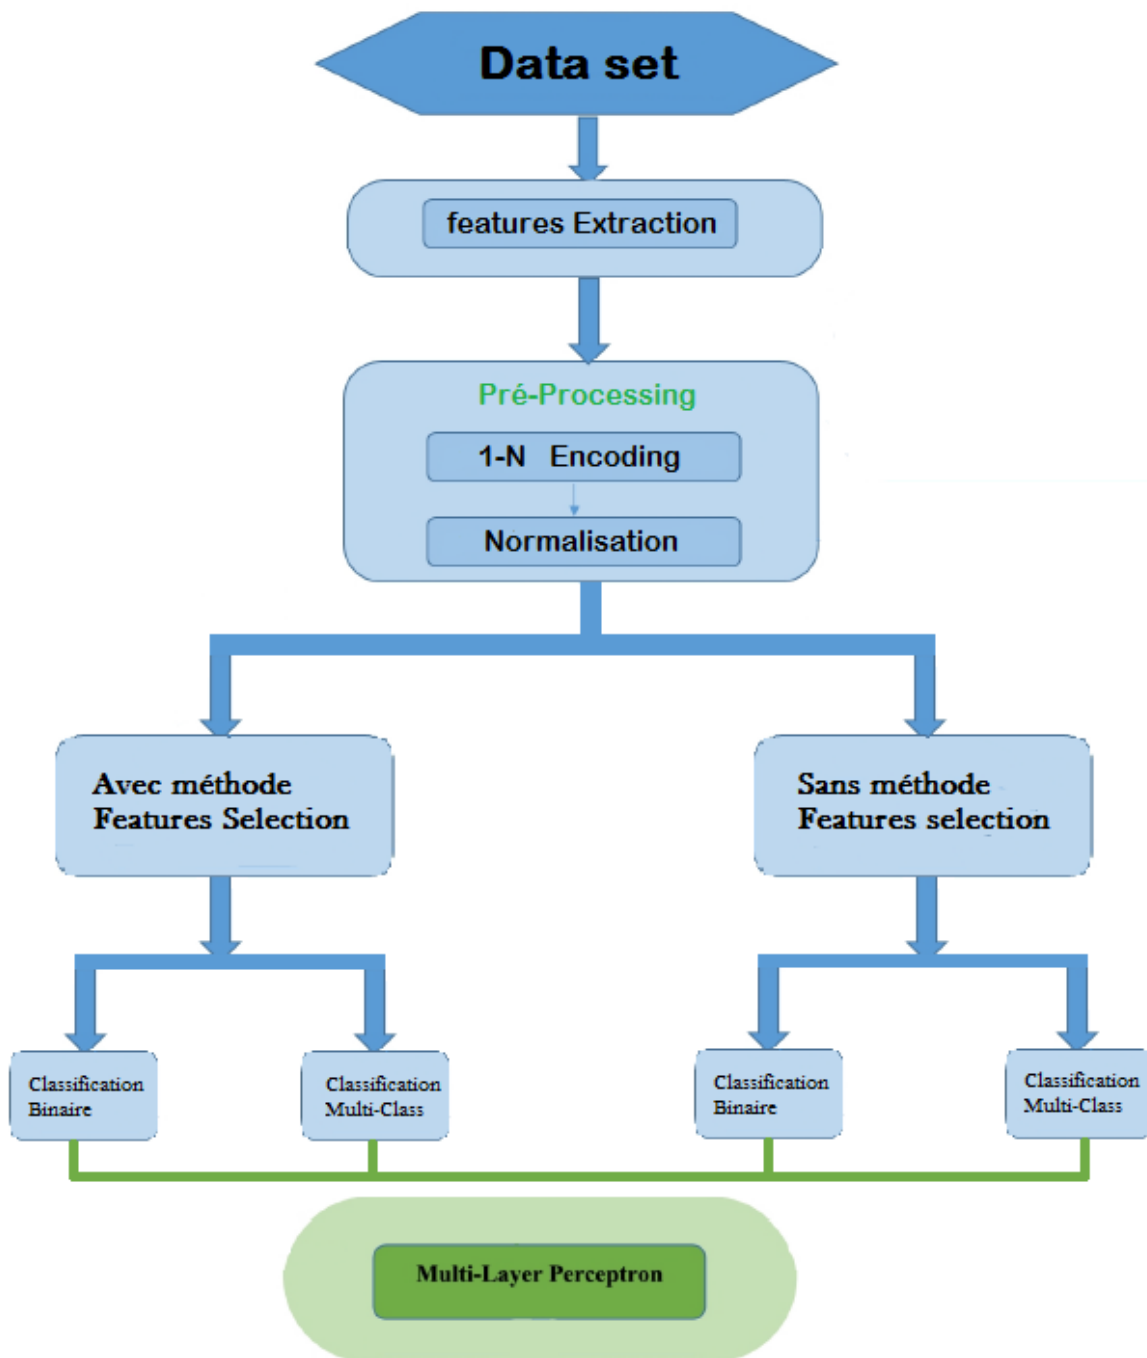 Data set
features Extraction
Pré-Processing
1-N Encoding
Normalisation
Avec méthode
Features Selection
Sans méthode
Features selection
Classification
Binaire
Classification
Multi-Class
Classification
Binaire
Classification
Multi-Class
Multi-Layer Perceptron